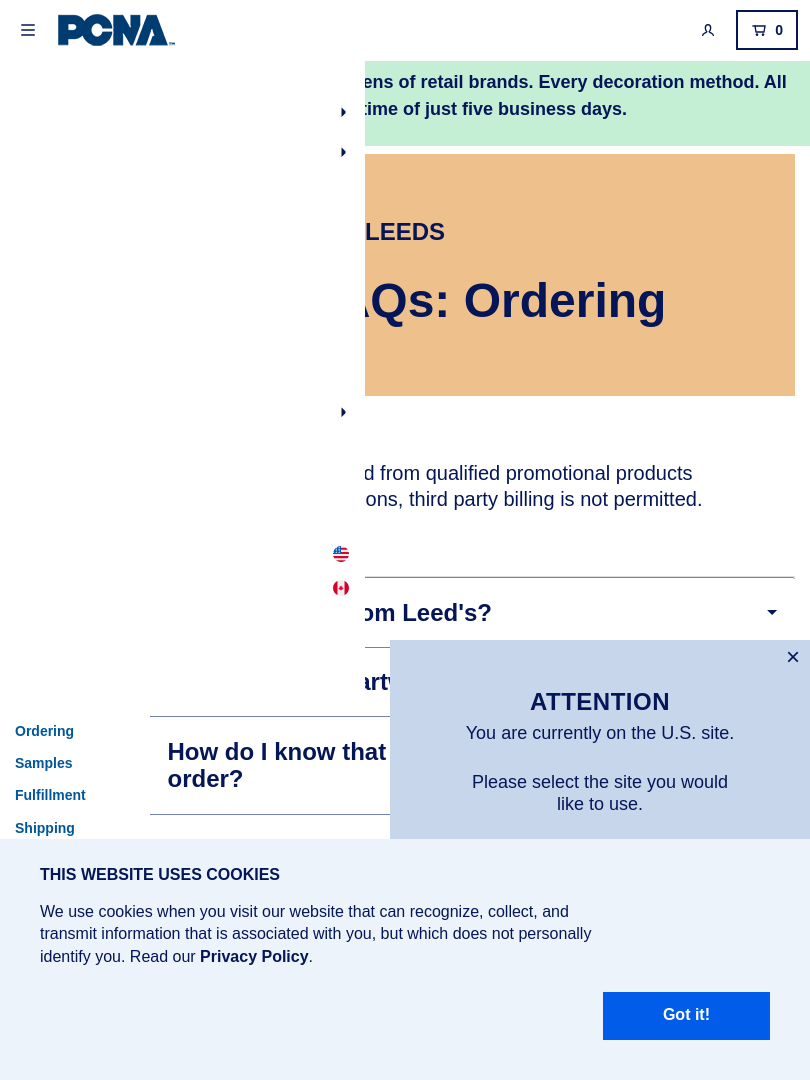 PCNA
0
ens of retail brands. Every decoration method. All
time of just five business days.
LEEDS
AQs: Ordering
d from qualified promotional products
ons, third party billing is not permitted.
om Leed's?
artw
How do I know that
order?
Ordering
Samples
Fulfillment
Shipping
×
ATTENTION
You are currently on the U.S. site.
Please select the site you would
like to use.
THIS WEBSITE USES COOKIES
We use cookies when you visit our website that can recognize, collect, and
transmit information that is associated with you, but which does not personally
identify you. Read our Privacy Policy.
Got it!